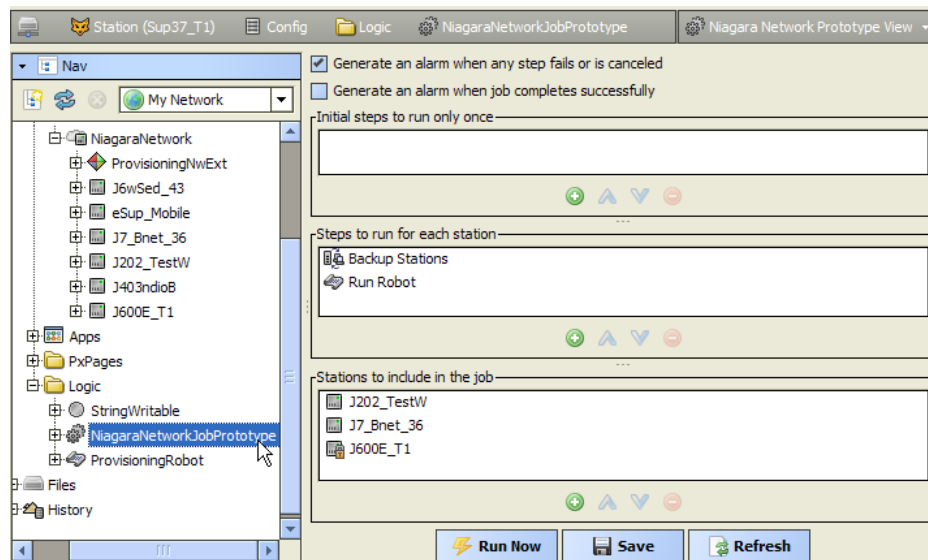 Station (Sup37_T1) Config Logic NiagaraNetworkJobPrototype Niagara Network Prototype View
Nav
My Network
NiagaraNetwork
ProvisioningNwExt
J6wSed_43
eSup_Mobile
J7_Bnet_36
J202_TestW
J403ndioB
J600E_T1
Apps
PxPages
Logic
StringWritable
NiagaraNetworkJobPrototype
ProvisioningRobot
Files
History
Generate an alarm when any step fails or is canceled
Generate an alarm when job completes successfully
Initial steps to run only once
Steps to run for each station
Backup Stations
Run Robot
Stations to include in the job
J202_TestW
J7_Bnet_36
J600E_T1
Run Now Save Refresh